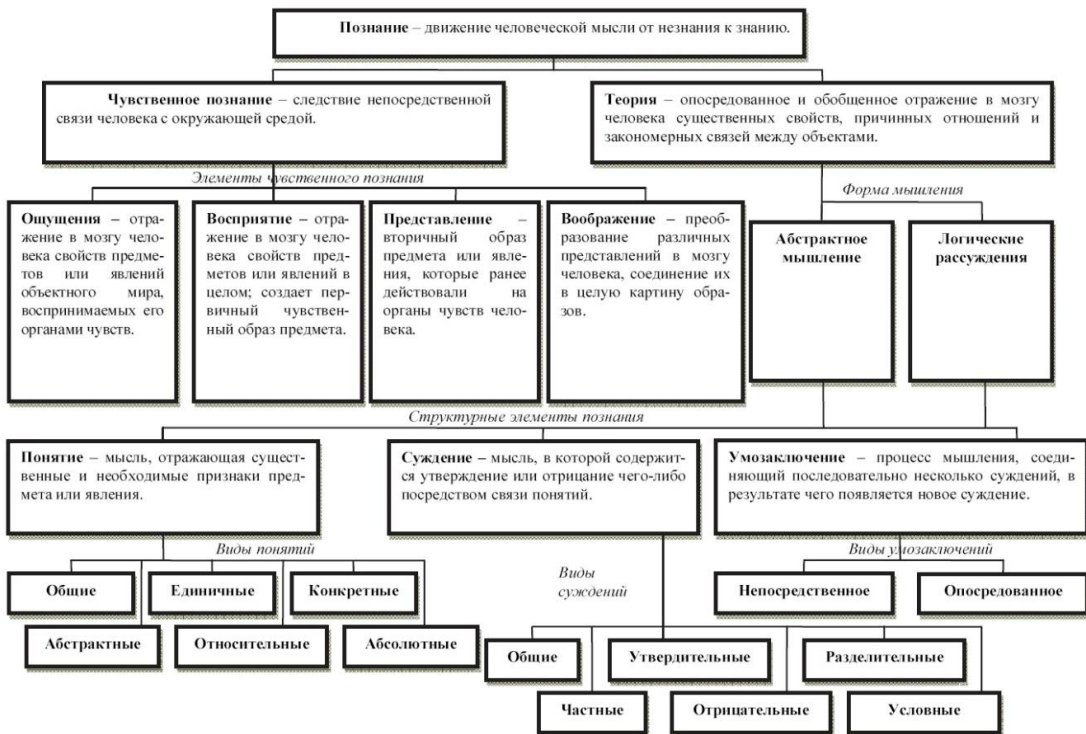 Познание – движение человеческой мысли от незнания к знанию.
Чувственное познание – следствие непосредственной
связи человека с окружающей средой.
Теория – опосредованное и обобщенное отражение в мозгу
человека существенных свойств, причинных отношений и
закономерных связей между объектами.
Элементы чувственного познания
Форма мышления
Ощущения – отра-
жение в мозгу чело-
века свойств предме-
тов или явлений
объектного мира,
воспринимаемых его
органами чувств.
Восприятие – отра-
жение в мозгу чело-
века свойств пред-
метов или явлений в
целом; создает пер-
вичный чувствен-
ный образ предмета.
Представление –
вторичный образ
предмета или явле-
ния, которые ранее
действовали на
органы чувств чело-
века.
Воображение – преоб-
разование различных
представлений в мозгу
человека, соединение их
в целую картину обра-
зов.
Абстрактное
мышление
Логические
рассуждения
Структурные элементы познания
Понятие – мысль, отражающая сущест-
венные и необходимые признаки пред-
мета или явления.
Суждение – мысль, в которой содержит-
ся утверждение или отрицание чего-либо
посредством связи понятий.
Умозаключение – процесс мышления, соеди-
няющий последовательно несколько суждений, в
результате чего появляется новое суждение.
Виды понятий
Общие
Единичные
Конкретные
Абстрактные
Относительные
Абсолютные
Виды
суждений
Общие
Утвердительные
Разделительные
Частные
Отрицательные
Условные
Виды умозаключений
Непосредственное
Опосредованное